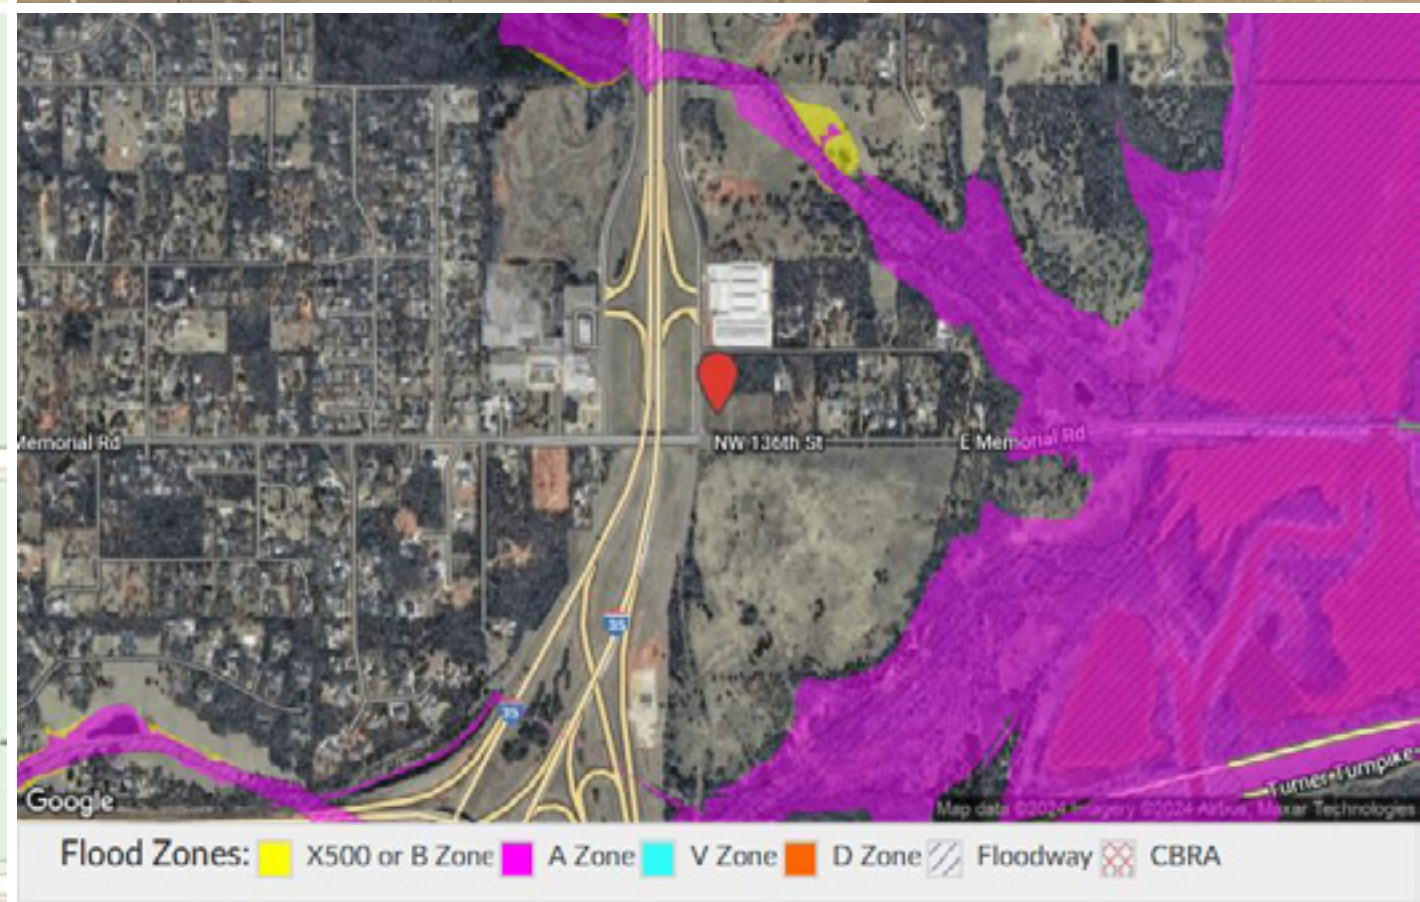 Memorial Rd
NW 136th St
E Memorial Rd
35
35
Turner Turnpike
Google
Map data ©2024 Imagery ©2024 Airbus, Maxar Technologies
Flood Zones: X500 or B Zone A Zone V Zone D Zone Floodway CBRA